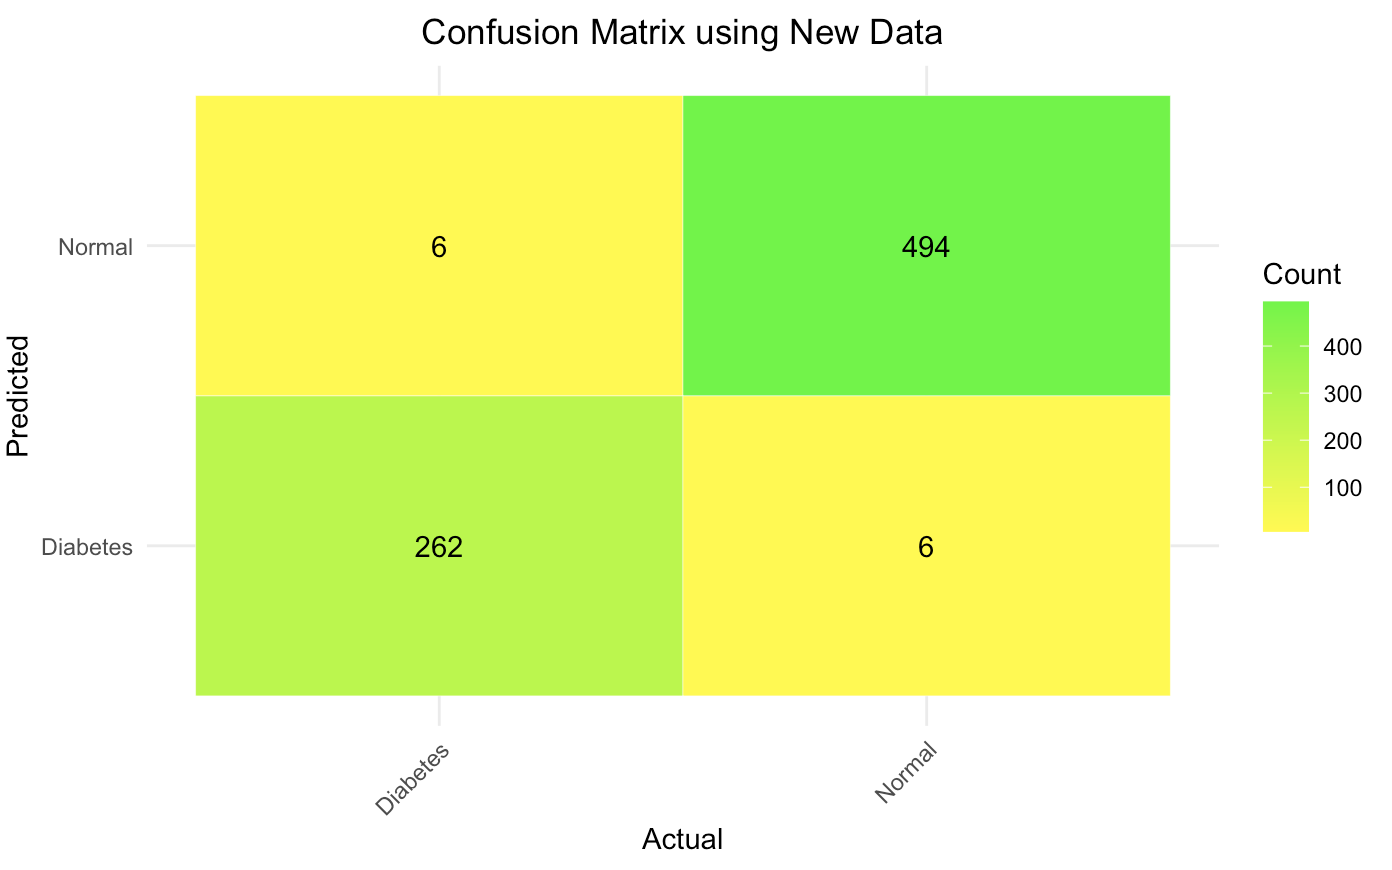 Confusion Matrix using New Data
Predicted
Normal
6
494
Diabetes
262
6
Diabetes
Normal
Actual
Count
400
300
200
100